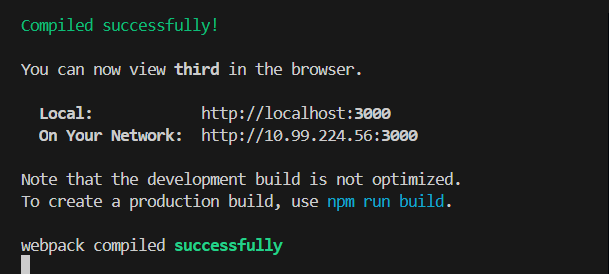 Compiled successfully!
You can now view third in the browser.
Local: http://localhost:3000
On Your Network: http://10.99.224.56:3000
Note that the development build is not optimized.
To create a production build, use npm run build.
webpack compiled successfully